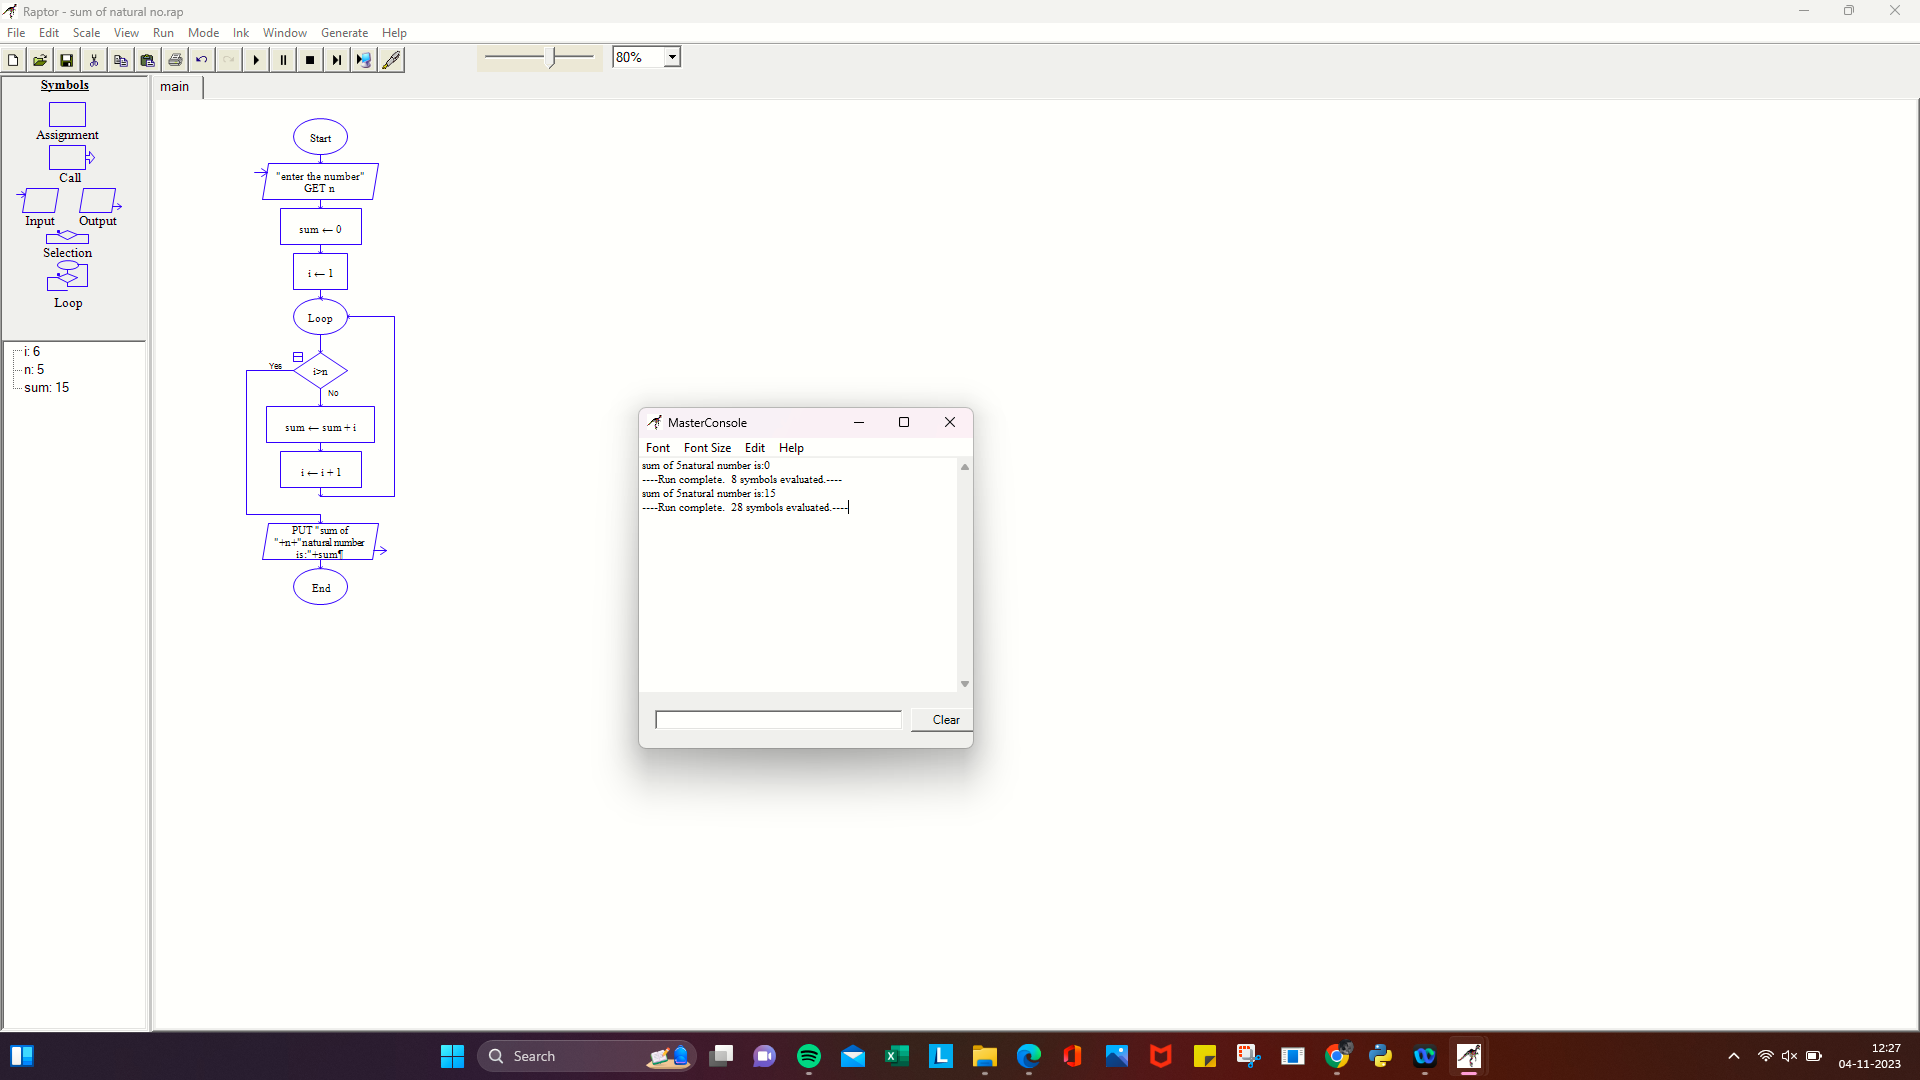 Raptor - sum of natural no.rap
File Edit Scale View Run Mode Ink Window Generate Help
80%
Symbols
Assignment
Call
Input Output
Selection
Loop
i: 6
n: 5
sum: 15
main
Start
"enter the number"
GET n
sum ← 0
i ← 1
Loop
Yes
i>n
No
sum ← sum + i
i ← i + 1
PUT "sum of
"+n+"natural number
is:"+sum¶
End
MasterConsole
Font Font Size Edit Help
sum of 5natural number is:0
----Run complete.  8 symbols evaluated.----
sum of 5natural number is:15
----Run complete.  28 symbols evaluated.----
Clear
Search
12:27
04-11-2023